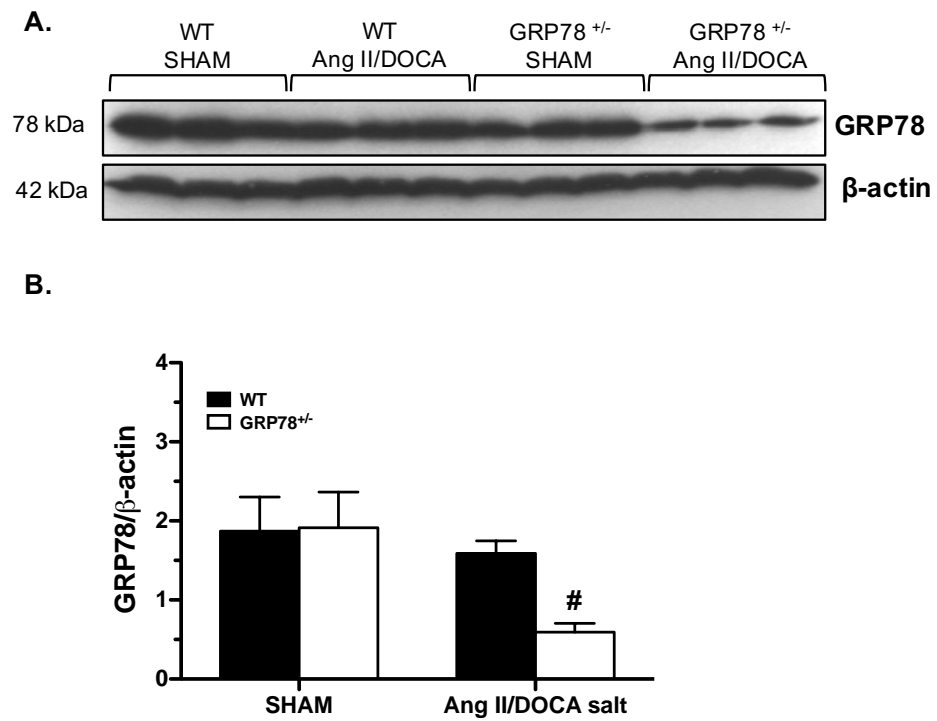 A.
WT
SHAM
WT
Ang II/DOCA
GRP78 +/-
SHAM
GRP78 +/-
Ang II/DOCA
78 kDa
GRP78
42 kDa
β-actin
B.
4
3
2
1
0
GRP78/β-actin
WT
GRP78+/-
#
SHAM
Ang II/DOCA salt